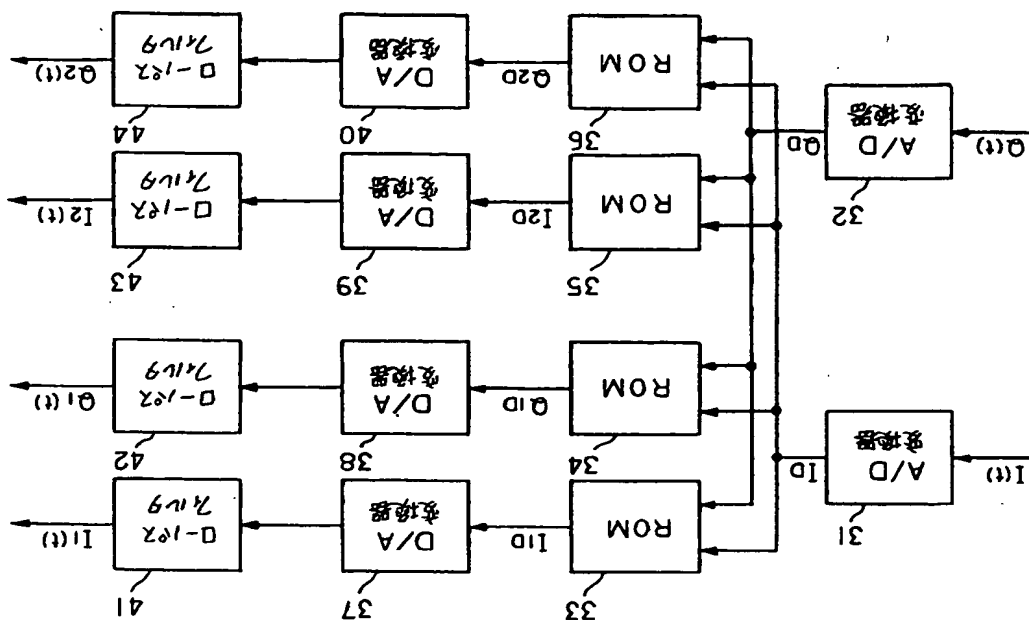 33 37 41
31
ROM
I1D
D/A
変換器
ローパス
フィルタ
I1(t)
I(t)
A/D
変換器
ID
34 38 42
ROM
Q1D
D/A
変換器
ローパス
フィルタ
Q1(t)
35 39 43
ROM
I2D
D/A
変換器
ローパス
フィルタ
I2(t)
32
Q(t)
A/D
変換器
QD
36 40 44
ROM
Q2D
D/A
変換器
ローパス
フィルタ
Q2(t)